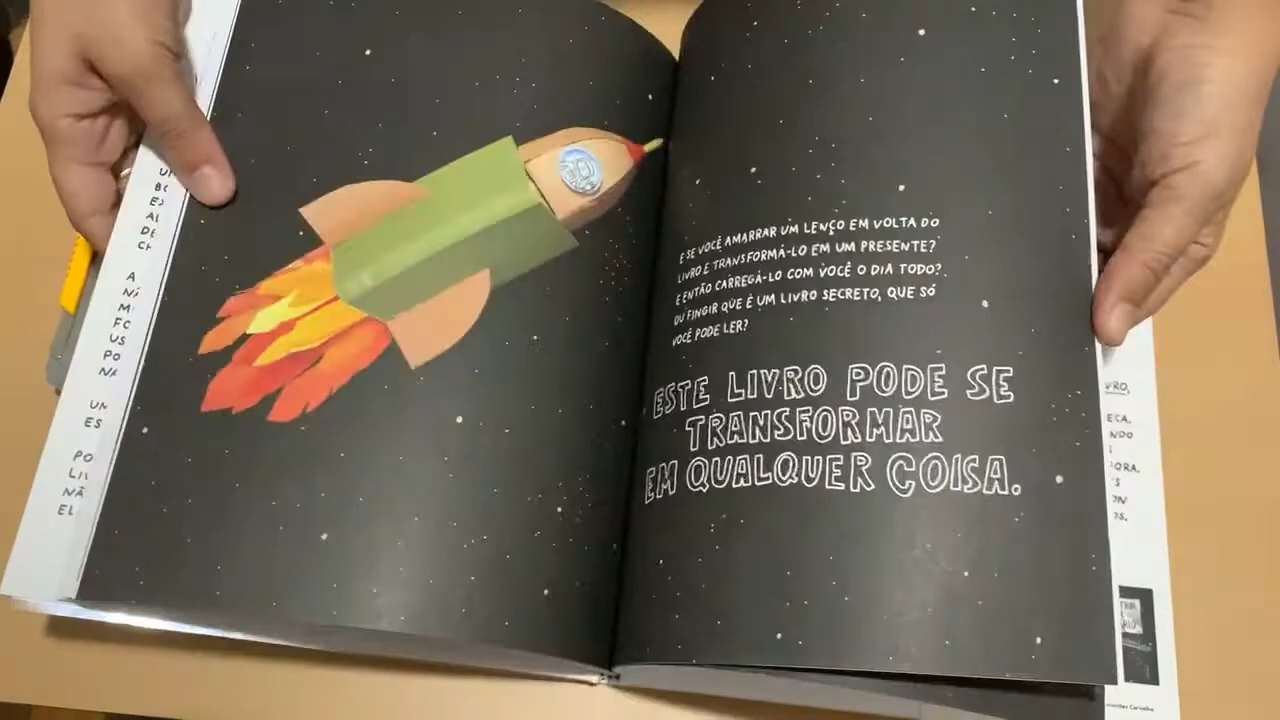 E SE VOCÊ AMARRAR UM LENÇO EM VOLTA DO
LIVRO E TRANSFORMÁ-LO EM UM PRESENTE?
E ENTÃO CARREGÁ-LO COM VOCÊ O DIA TODO?
OU FINGIR QUE É UM LIVRO SECRETO, QUE SÓ
VOCÊ PODE LER?
ESTE LIVRO PODE SE
TRANSFORMAR
EM QUALQUER COISA.